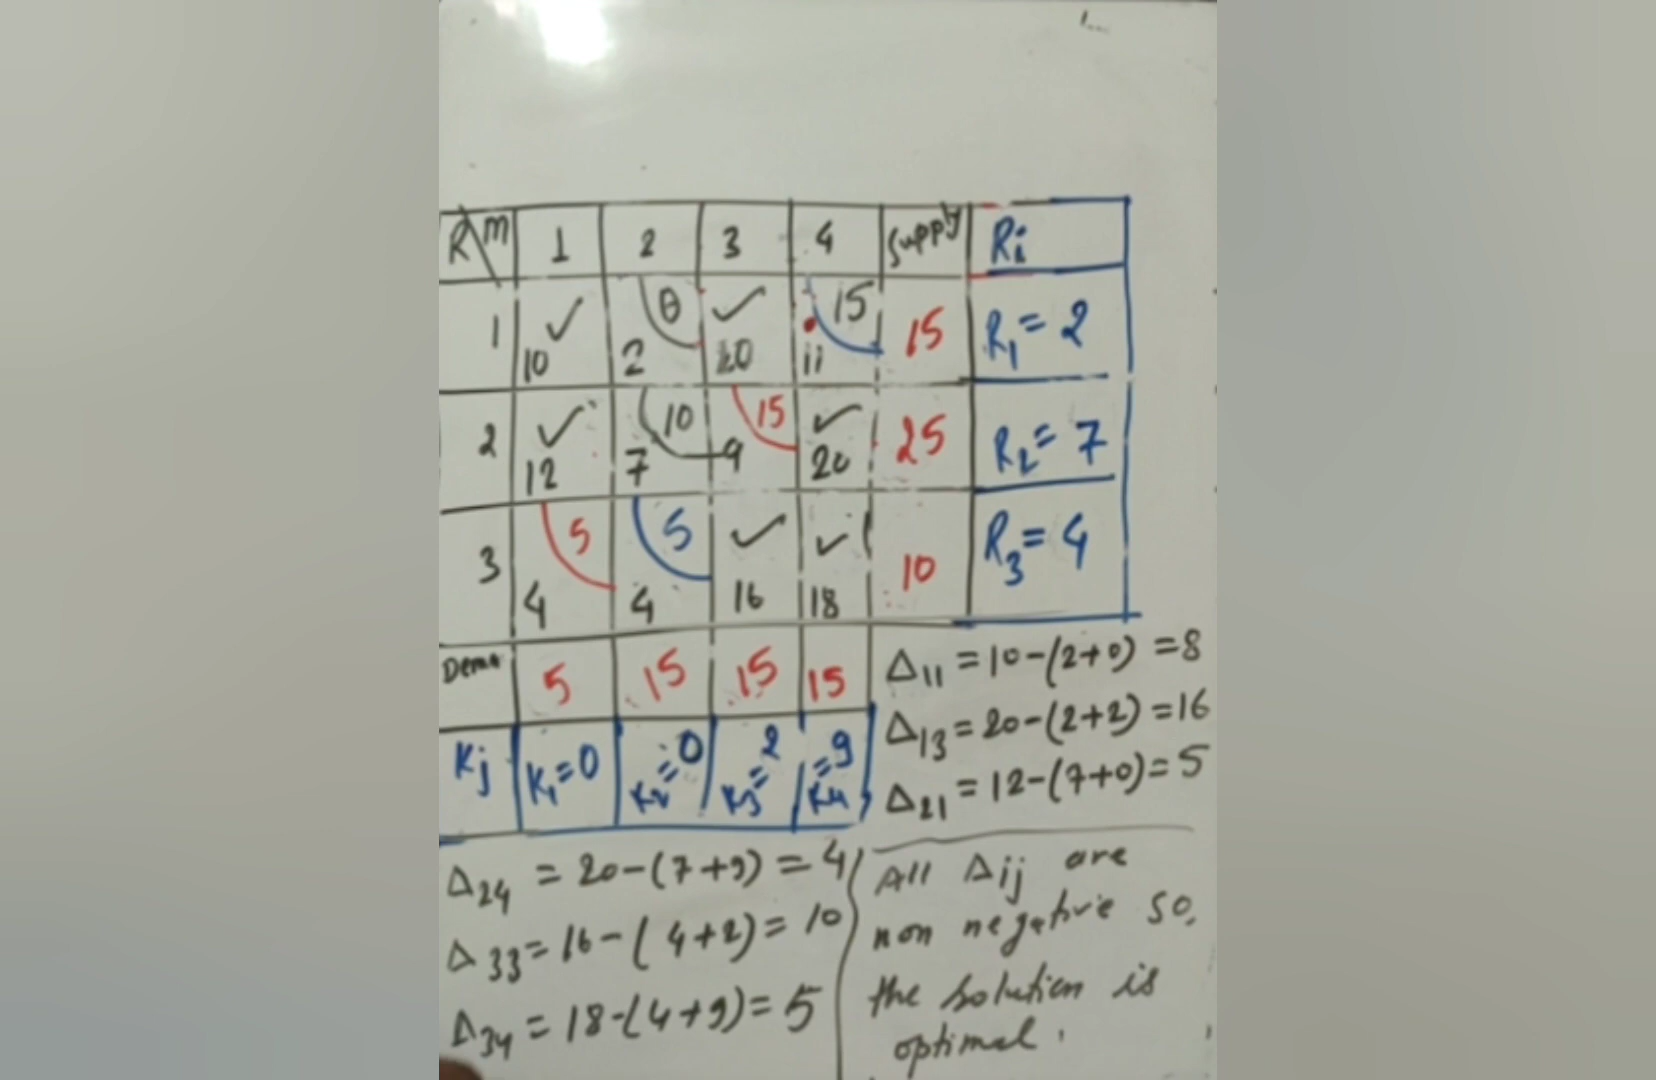 R\m 1 2 3 4 Supply Ri
1 ✓ θ ✓ 15 15 R₁= 2
10 2 20 11
2 ✓ 10 15 ✓ 25 R₂= 7
12 7 9 20
3 5 5 ✓ ✓ 10 R₃= 4
4 4 16 18
5 15 15 15
Kj K₁=0 K₂=0 K₃=2 K₄=9
Δ₁₁ = 10-(2+0) = 8
Δ₁₃ = 20-(2+2) = 16
Δ₂₁ = 12-(7+0) = 5
Δ₂₄ = 20-(7+9) = 4
Δ₃₃ = 16-(4+2) = 10
Δ₃₄ = 18-(4+9) = 5
All Δij are
non negative so,
the solution is
optimal.